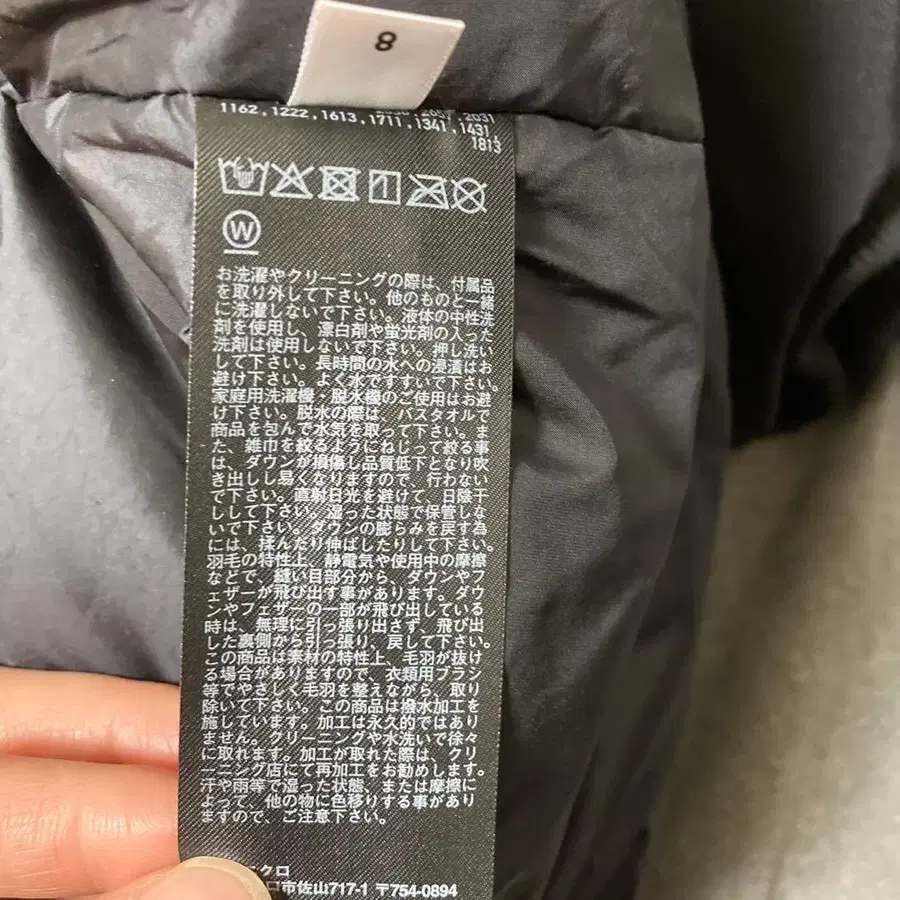 8
1162,1222,1613,1711,1341,1431,
1813
W
お洗濯やクリーニングの際は、付属品
を取り外して下さい。他のものと一緒
に洗濯しないで下さい。液体の中性洗
剤を使用し、漂白剤や蛍光剤の入った
洗剤は使用しないで下さい。押し洗い
して下さい。長時間の水への浸漬はお
避け下さい。よく水ですすいで下さい。
家庭用洗濯機・脱水機のご使用はお避
け下さい。脱水の際は、バスタオルで
商品を包んで水気を取って下さい。ま
た、雑巾を絞るようにねじって絞る事
は、ダウンが損傷し品質低下となり吹
き出しし易くなりますので、行わない
で下さい。直射日光を避けて、日陰干
しして下さい。湿った状態で保管しな
いで下さい。ダウンの膨らみを戻す為
には、揉んだり伸ばしたりして下さい。
羽毛の特性上、静電気や使用中の摩擦
などで、縫い目部分から、ダウンやフ
ェザーが飛び出す事があります。ダウ
ンやフェザーの一部が飛び出している
時は、無理に引っ張り出さず、飛び出
した裏側から引っ張り、戻して下さい。
この商品は素材の特性上、毛羽が抜け
る場合がありますので、衣類用ブラシ
等でやさしく毛羽を整えながら、取り
除いて下さい。この商品は撥水加工を
施しています。加工は永久的ではあり
ません。クリーニングや水洗いで徐々
に取れます。加工が取れた際は、クリ
ーニング店にて再加工をお勧めします。
汗や雨等で湿った状態、または摩擦に
よって、他の物に色移りする事があり
ますので、ご注意下さい。
クロ
口市佐山717-1 〒754-0894